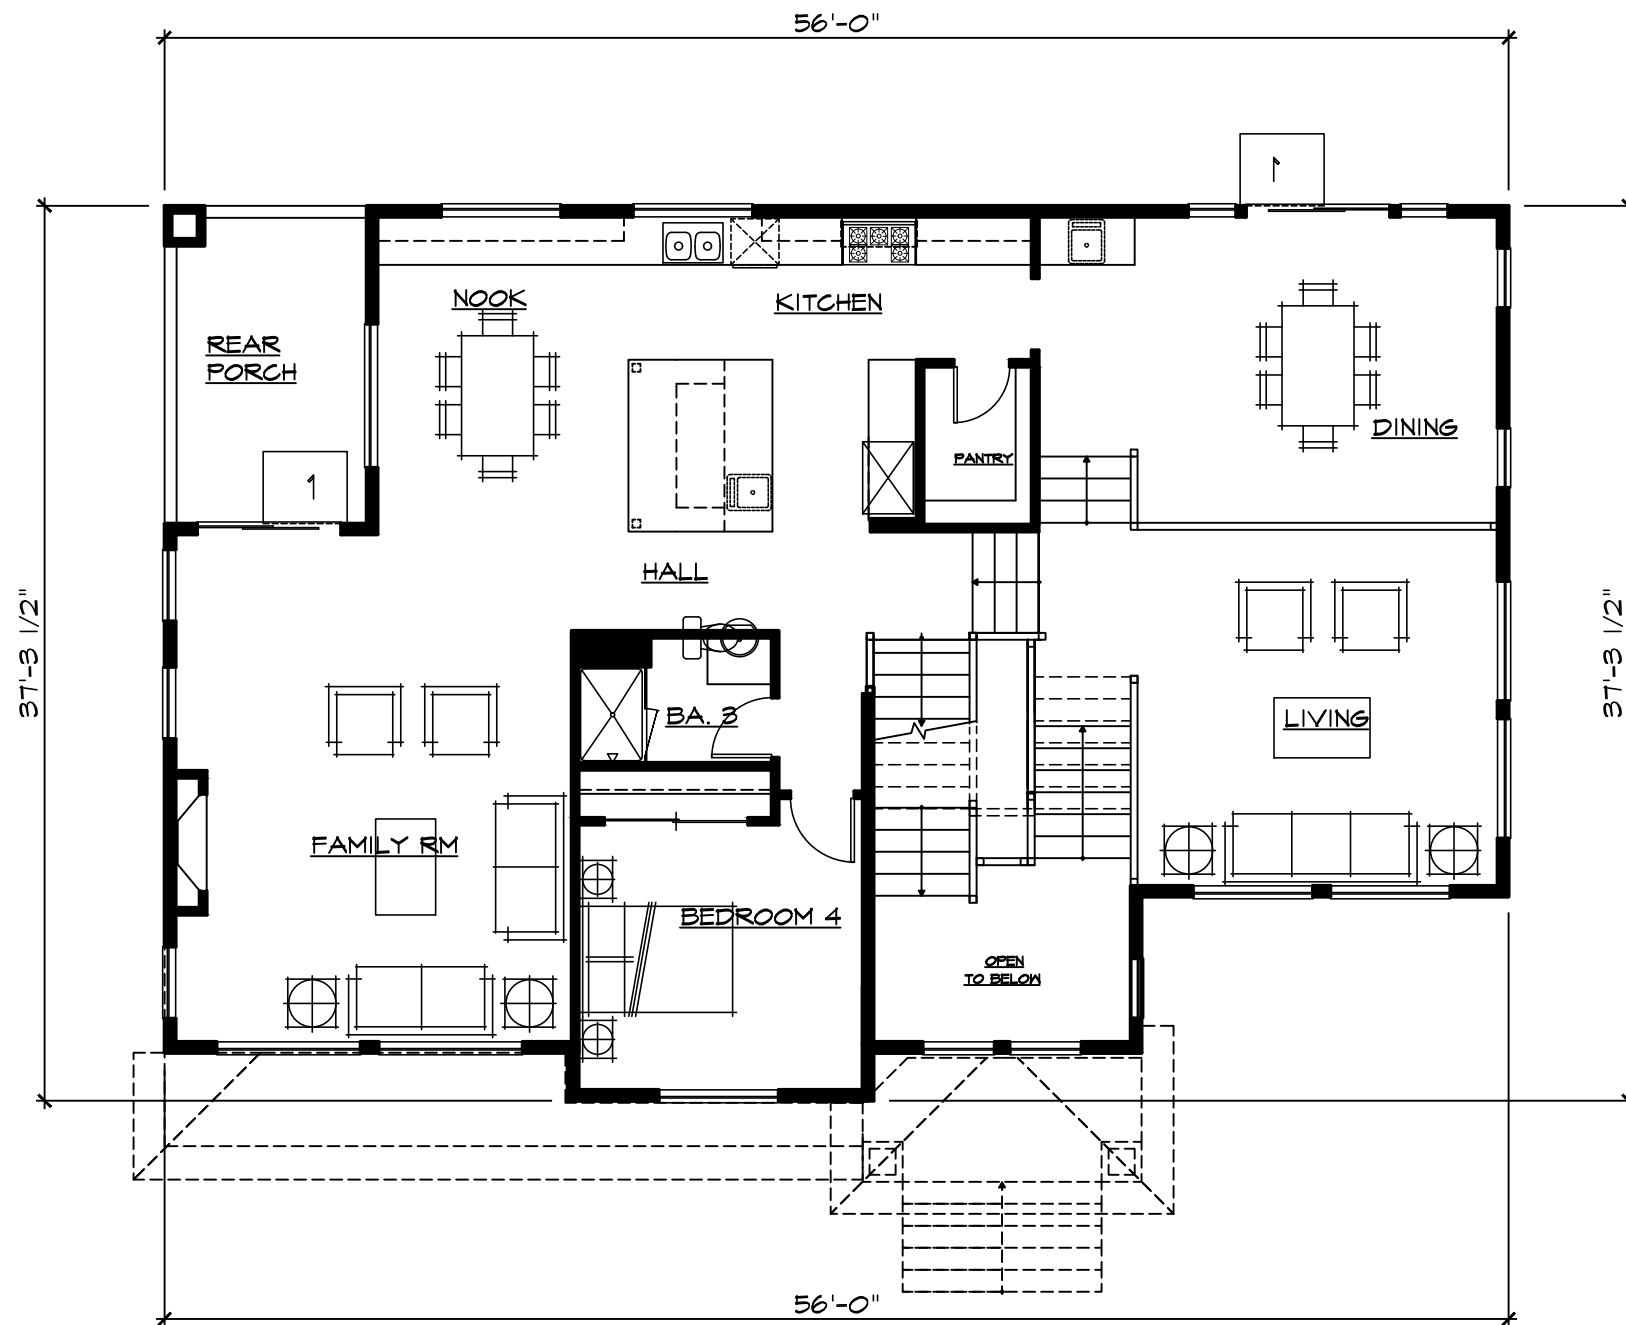 56'-0"
1
NOOK
KITCHEN
REAR
PORCH
DINING
PANTRY
1
HALL
37'-3 1/2"
37'-3 1/2"
BA. 3
LIVING
FAMILY RM
BEDROOM 4
OPEN
TO BELOW
56'-0"